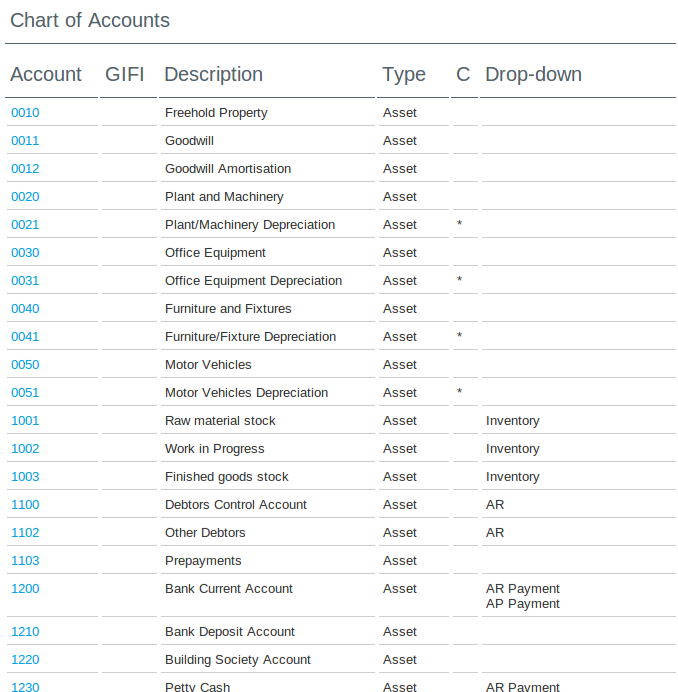 Chart of Accounts
Account GIFI Description Type C Drop-down
0010 Freehold Property Asset
0011 Goodwill Asset
0012 Goodwill Amortisation Asset
0020 Plant and Machinery Asset
0021 Plant/Machinery Depreciation Asset *
0030 Office Equipment Asset
0031 Office Equipment Depreciation Asset *
0040 Furniture and Fixtures Asset
0041 Furniture/Fixture Depreciation Asset *
0050 Motor Vehicles Asset
0051 Motor Vehicles Depreciation Asset *
1001 Raw material stock Asset Inventory
1002 Work in Progress Asset Inventory
1003 Finished goods stock Asset Inventory
1100 Debtors Control Account Asset AR
1102 Other Debtors Asset AR
1103 Prepayments Asset
1200 Bank Current Account Asset AR Payment
AP Payment
1210 Bank Deposit Account Asset
1220 Building Society Account Asset
1230 Petty Cash Asset AR Payment